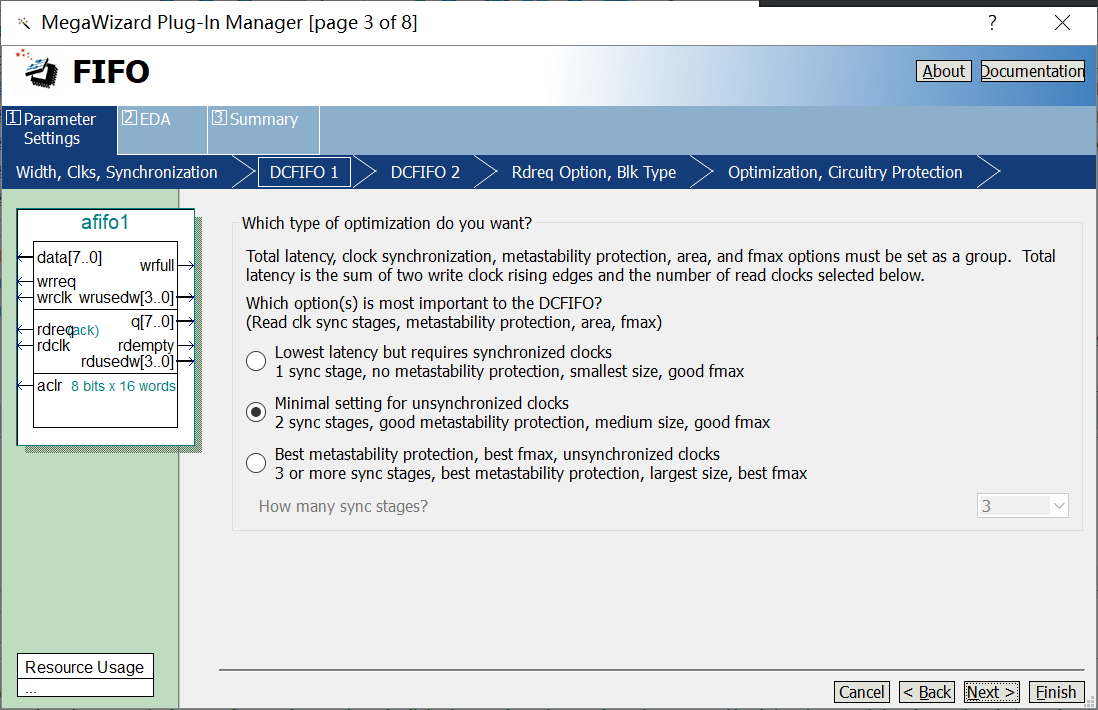 MegaWizard Plug-In Manager [page 3 of 8]
?
FIFO
About
Documentation
1 Parameter Settings
2 EDA
3 Summary
Width, Clks, Synchronization
DCFIFO 1
DCFIFO 2
Rdreq Option, Blk Type
Optimization, Circuitry Protection
afifo1
data[7..0]
wrfull
wrreq
wrclk wrusedw[3..0]
q[7..0]
rdreq(ack)
rdclk
rdempty
rdusedw[3..0]
aclr 8 bits x 16 words
Which type of optimization do you want?
Total latency, clock synchronization, metastability protection, area, and fmax options must be set as a group. Total
latency is the sum of two write clock rising edges and the number of read clocks selected below.
Which option(s) is most important to the DCFIFO?
(Read clk sync stages, metastability protection, area, fmax)
Lowest latency but requires synchronized clocks
1 sync stage, no metastability protection, smallest size, good fmax
Minimal setting for unsynchronized clocks
2 sync stages, good metastability protection, medium size, good fmax
Best metastability protection, best fmax, unsynchronized clocks
3 or more sync stages, best metastability protection, largest size, best fmax
How many sync stages?
3
Resource Usage
...
Cancel
< Back
Next >
Finish